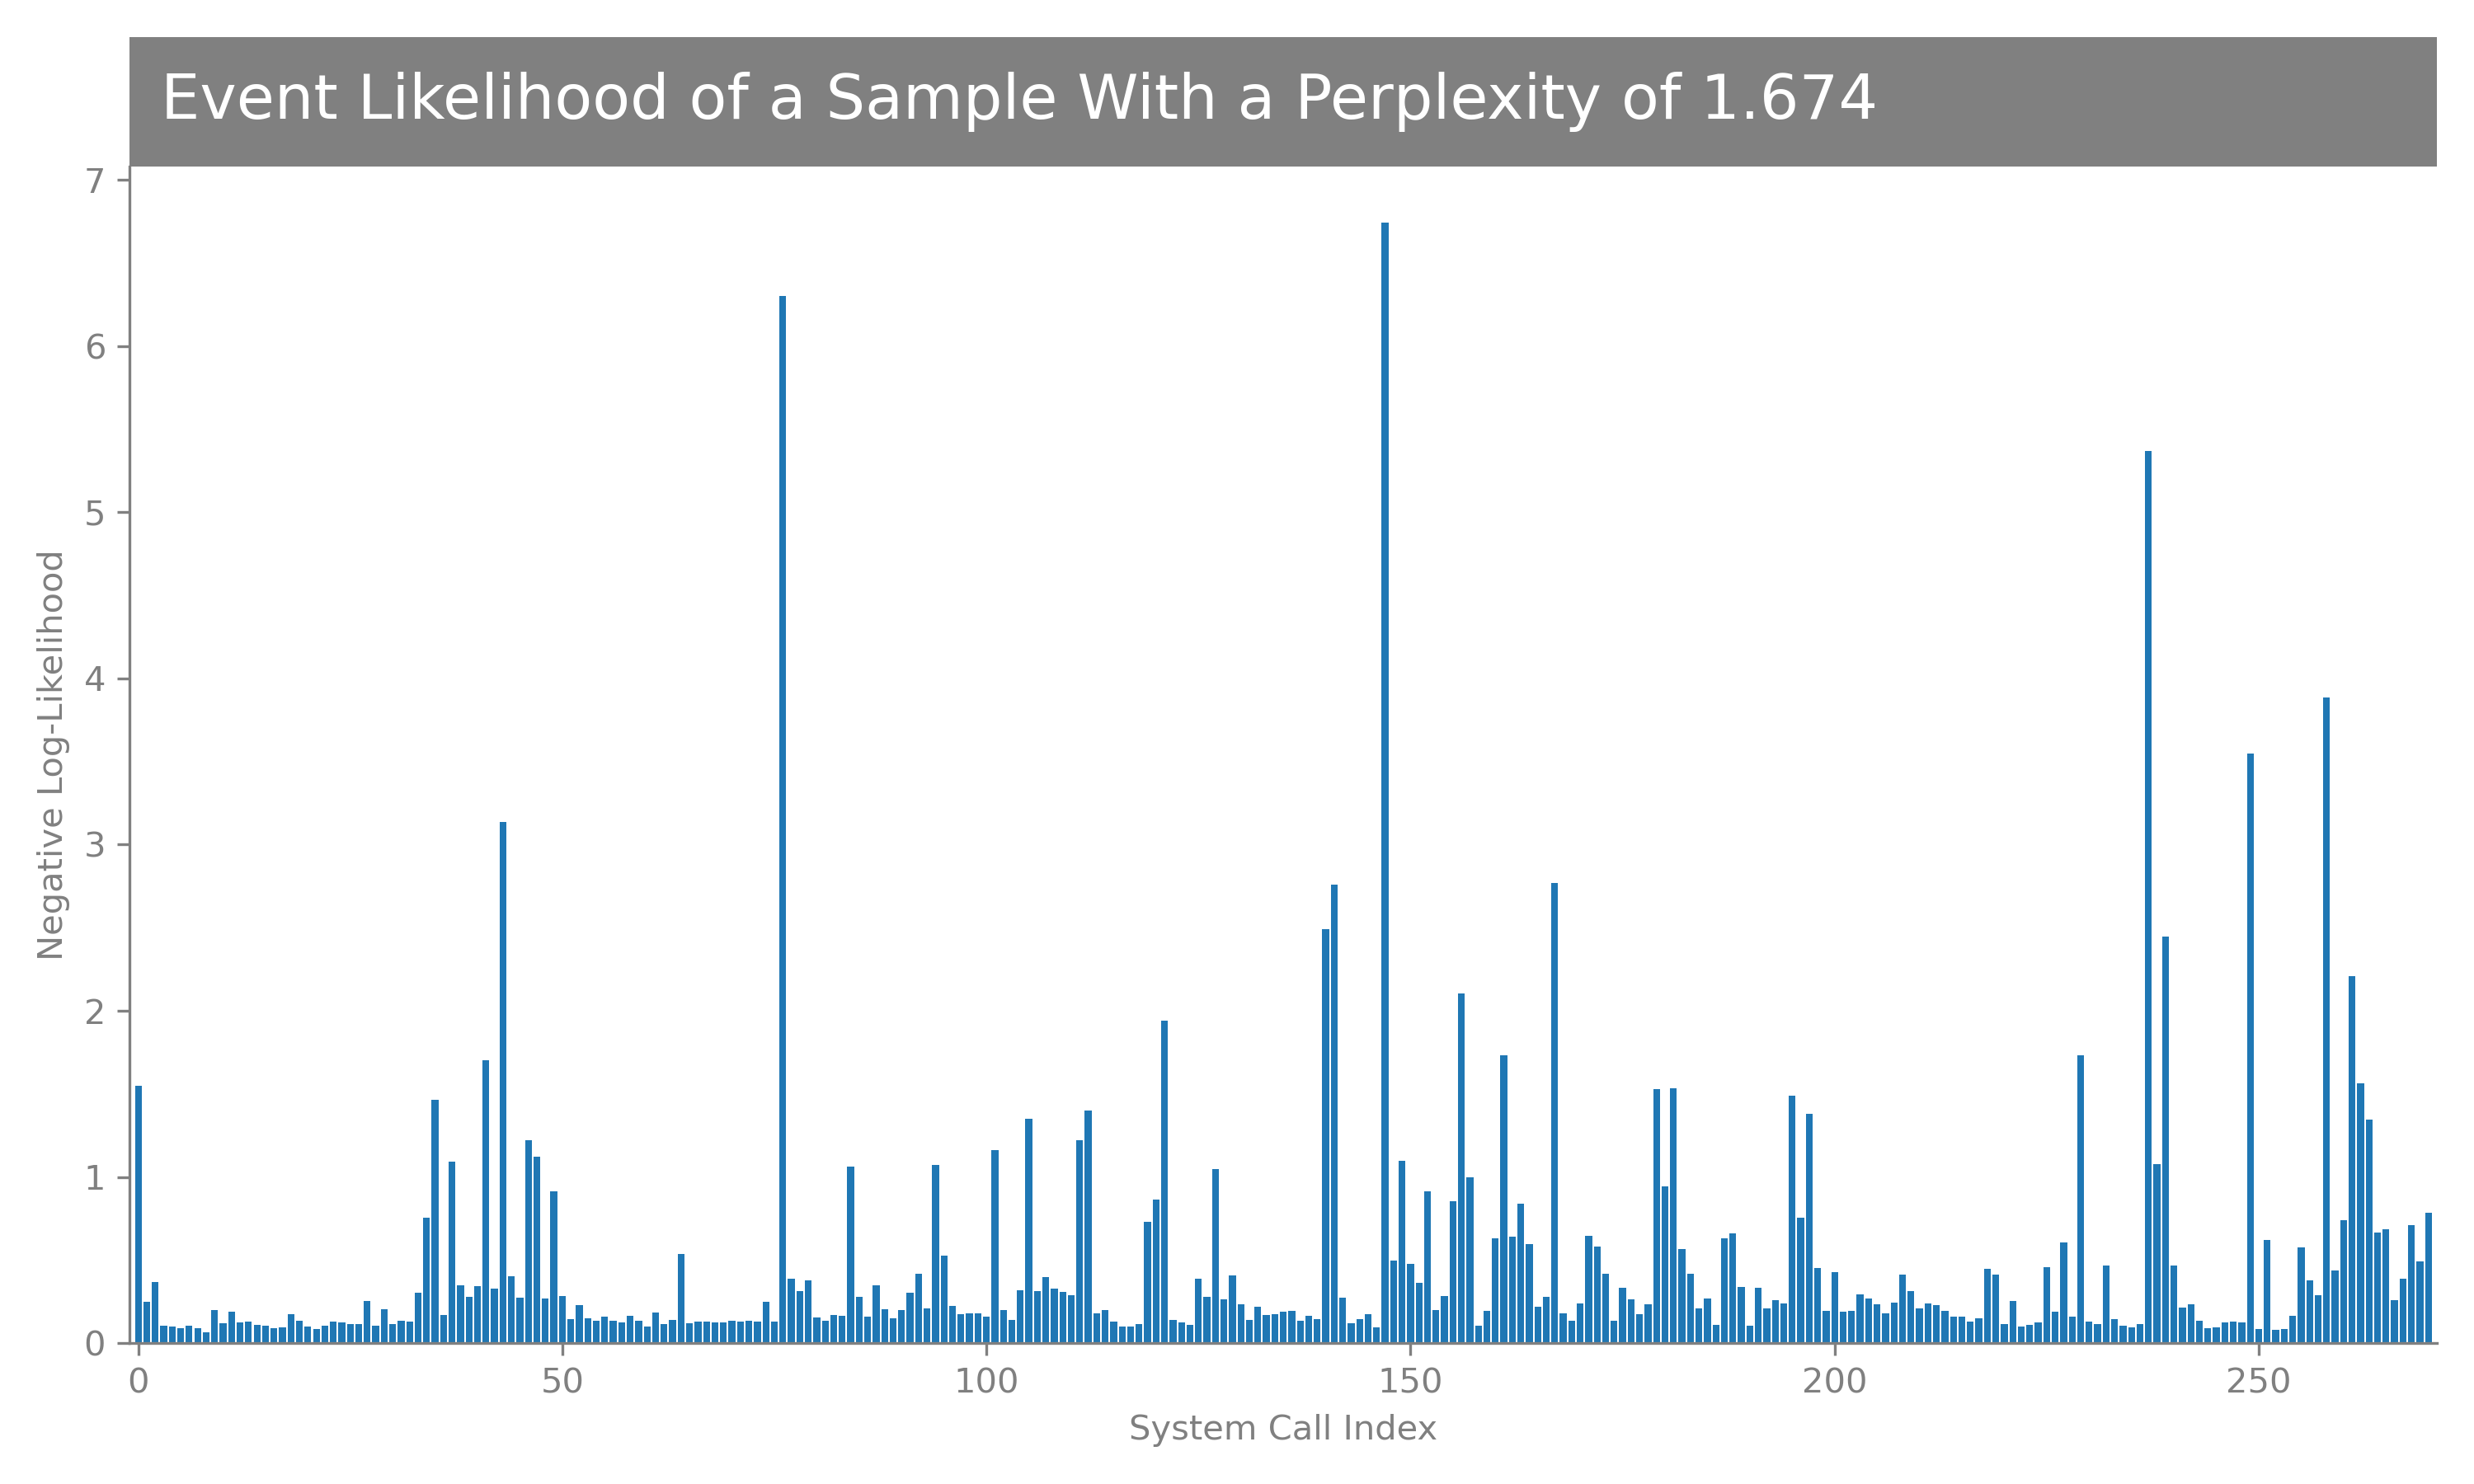 Event Likelihood of a Sample With a Perplexity of 1.674
7
6
5
4
3
2
1
0
Negative Log-Likelihood
0 50 100 150 200 250
System Call Index